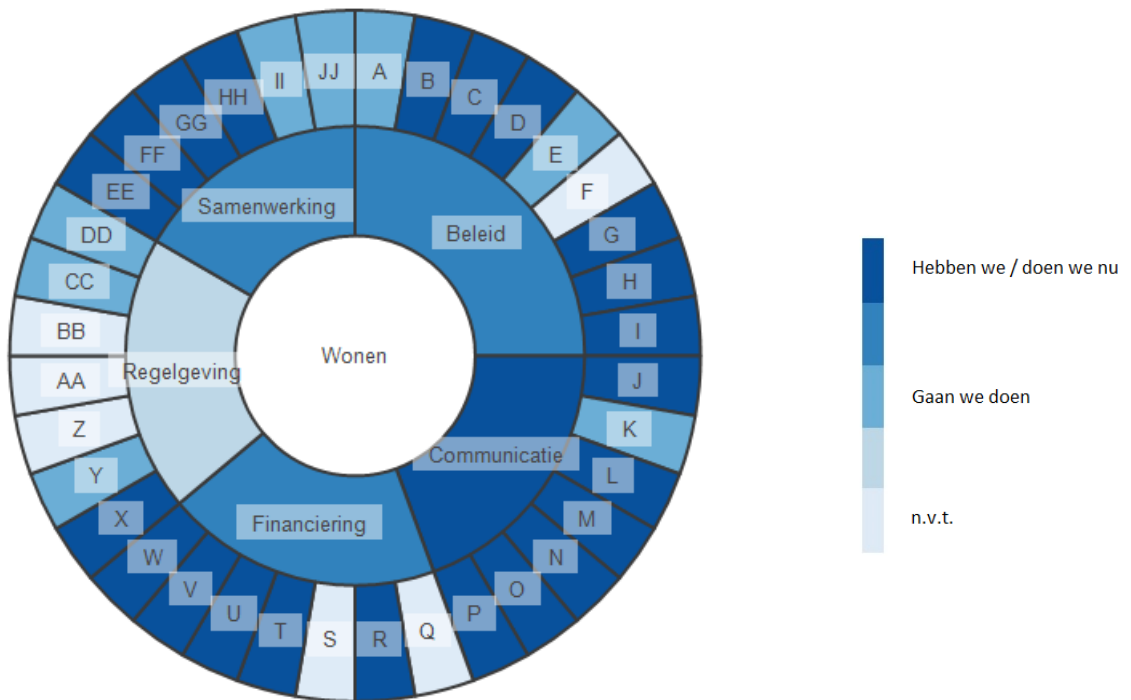 A
B
C
D
E
F
G
H
I
J
K
L
M
N
O
P
Q
R
S
T
U
V
W
X
Y
Z
AA
BB
CC
DD
EE
FF
GG
HH
II
JJ
Samenwerking
Beleid
Regelgeving
Wonen
Communicatie
Financiering
Hebben we / doen we nu
Gaan we doen
n.v.t.